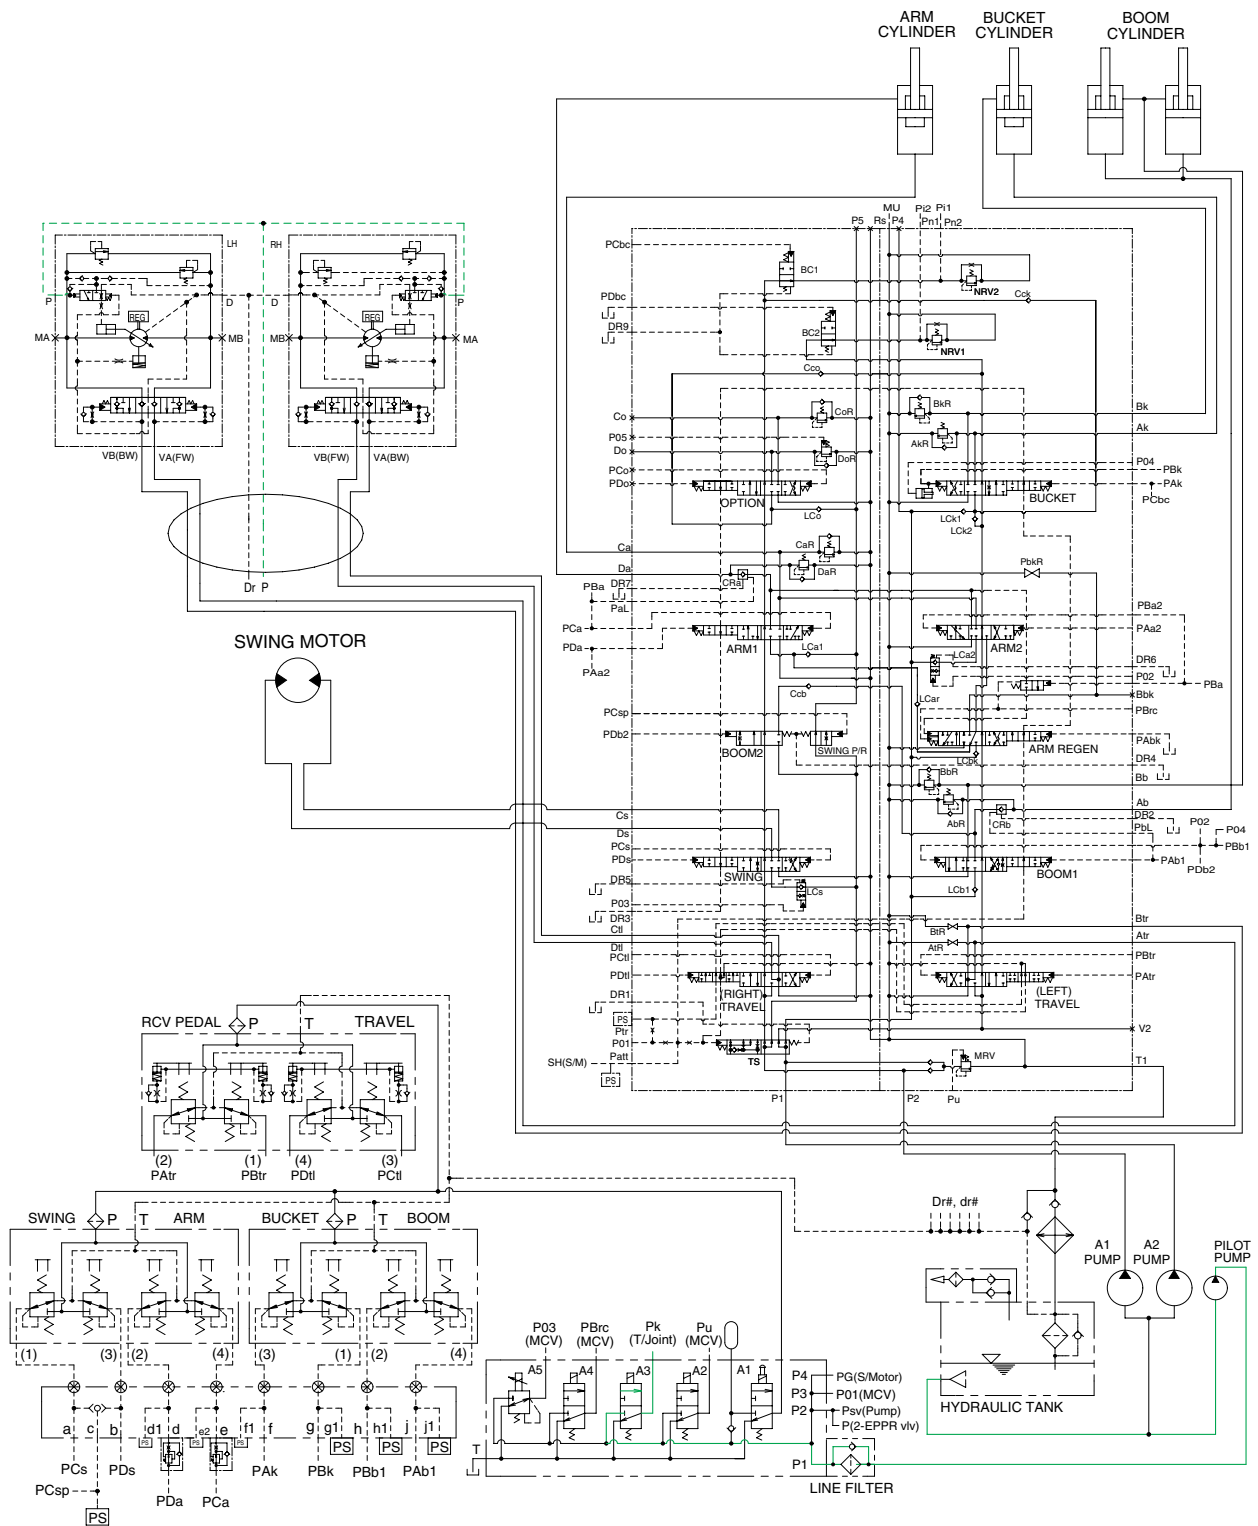 ARM
CYLINDER
BUCKET
CYLINDER
BOOM
CYLINDER
MU
P5
Rs
P4
Pi2
Pi1
Pn1
Pn2
LH
RH
PCbc
BC1
NRV2
Cck
P
D
D
P
PDbc
DR9
BC2
NRV1
REG
REG
MA
MB
MB
MA
Cco
Co
CoR
BkR
Bk
P05
AkR
Ak
Do
DoR
P04
PCo
PBk
PDo
PAk
OPTION
BUCKET
PCbc
VB(BW)
VA(FW)
VB(FW)
VA(BW)
LCo
LCk1
LCk2
Ca
CaR
Da
DaR
CRa
PbkR
Dr
P
DR7
PBa
PaL
PBa2
PCa
PAa2
ARM1
ARM2
PDa
LCa1
LCa2
DR6
PAa2
P02
Ccb
PBa
LCar
Bbk
SWING MOTOR
PCsp
PBrc
PDb2
PAbk
BOOM2
SWING P/R
ARM REGEN
LCbk
DR4
BbR
Bb
Cs
AbR
CRb
Ab
DR2
Ds
PbL
P02
P04
PCs
PBb1
PDs
PAb1
SWING
BOOM1
PDb2
DR5
LCs
LCb1
P03
DR3
Btr
Ctl
BtR
Atr
Dtl
AtR
PCtl
PBtr
PDtl
PAtr
(RIGHT)
TRAVEL
(LEFT)
TRAVEL
DR1
PS
Ptr
V2
P01
Patt
TS
MRV
T1
SH(S/M)
PS
P1
P2
Pu
RCV PEDAL
P
T
TRAVEL
(2)
(1)
(4)
(3)
PAtr
PBtr
PDtl
PCtl
SWING
P
T
ARM
BUCKET
P
T
BOOM
(1)
(3)
(2)
(4)
(3)
(1)
(2)
(4)
a
c
b
d1
d
e2
e
f1
f
g
g1
h
h1
j
j1
PS
PS
PS
PS
PS
PS
PCs
PDs
PDa
PCa
PAk
PBk
PBb1
PAb1
PCsp
PS
Dr#, dr#
A1
PUMP
A2
PUMP
PILOT
PUMP
HYDRAULIC TANK
P03
(MCV)
PBrc
(MCV)
Pk
(T/Joint)
Pu
(MCV)
A5
A4
A3
A2
A1
P4
PG(S/Motor)
P3
P01(MCV)
P2
Psv(Pump)
P(2-EPPR vlv)
T
P1
LINE FILTER